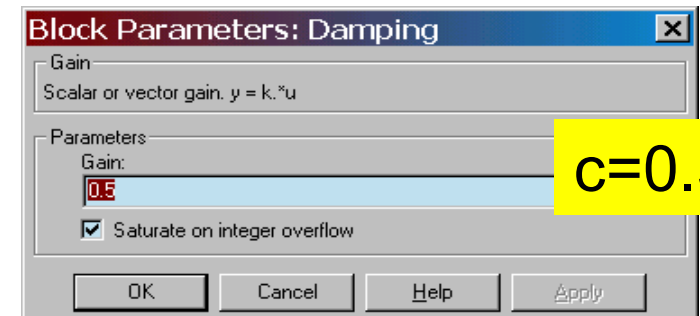 Block Parameters: Damping
Gain
Scalar or vector gain. y = k.*u
Parameters
Gain:
0.5
c=0.
Saturate on integer overflow
OK Cancel Help Apply